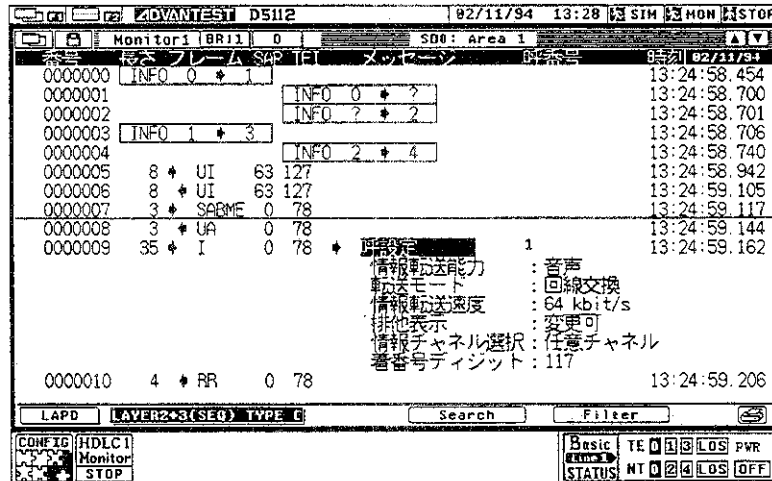 ADVANTEST D5112 02/11/94 13:28 SIM MON STOP
Monitor1 (BRI1) 0 SD0: Area 1
番号 長さ フレーム SAP TEI メッセージ 呼番号 時刻 02/11/94
0000000 INFO 0 → 1 13:24:58.454
0000001 INFO 0 → ? 13:24:58.700
0000002 INFO ? → 2 13:24:58.701
0000003 INFO 1 → 3 13:24:58.706
0000004 INFO 2 → 4 13:24:58.740
0000005 8 UI 63 127 13:24:58.942
0000006 8 UI 63 127 13:24:59.105
0000007 3 SABME 0 78 13:24:59.117
0000008 3 UA 0 78 13:24:59.144
0000009 35 I 0 78 呼設定 1 13:24:59.162
情報転送能力 : 音声
転送モード : 回線交換
情報転送速度 : 64 kbit/s
排他表示 : 変更可
情報チャネル選択 : 任意チャネル
着番号ディジット : 117
0000010 4 RR 0 78 13:24:59.206
LAPD LAYER2+3(SEQ) TYPE Search Filter
CONFIG HDLC1 Monitor STOP
Basic Line 1 STATUS
TE 0 1 3 LOS PWR
NT 0 2 4 LOS OFF